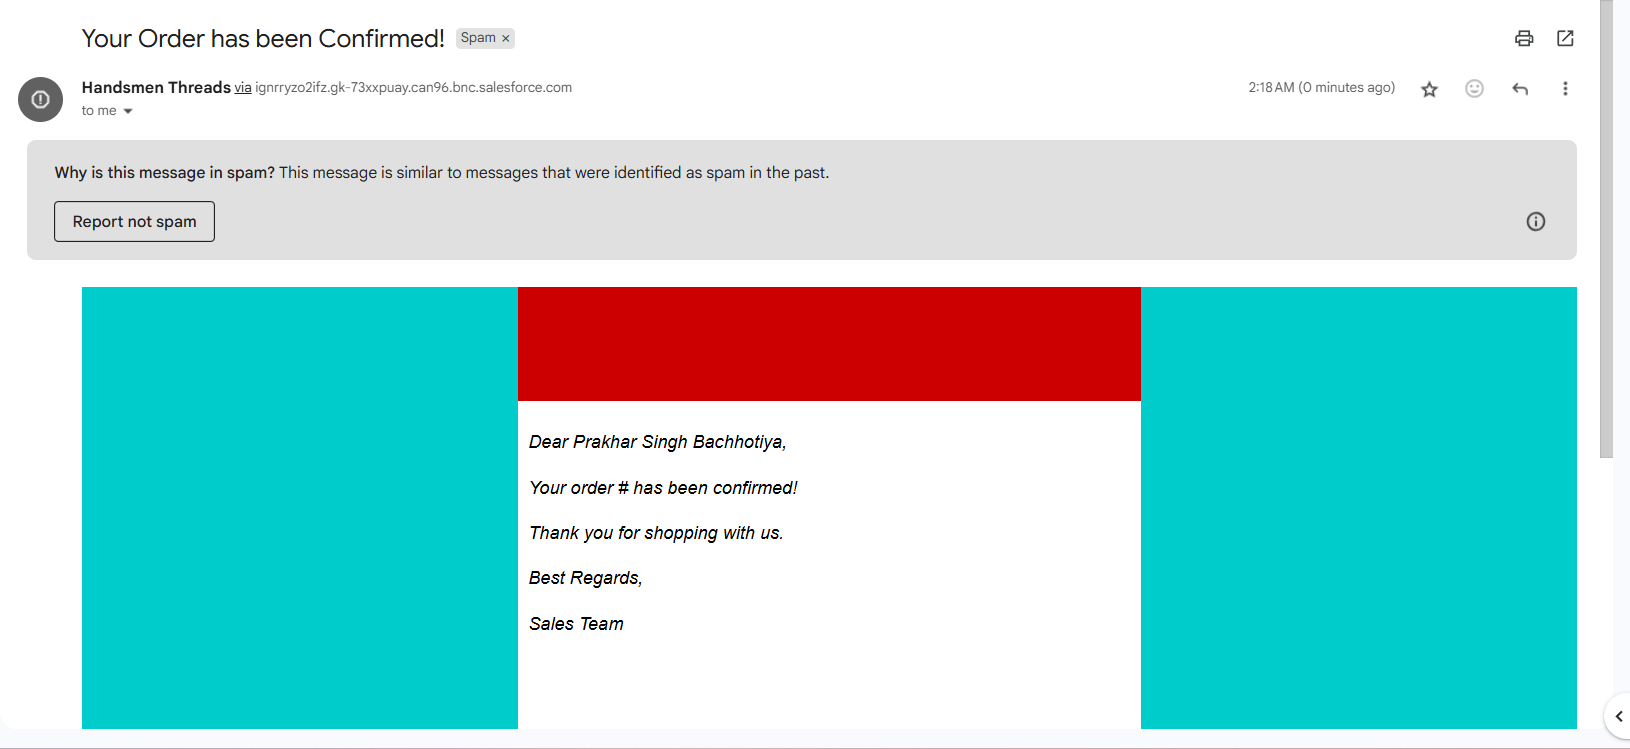 Your Order has been Confirmed! Spam ×
Handsmen Threads via ignrryzo2ifz.gk-73xxpuay.can96.bnc.salesforce.com 2:18 AM (0 minutes ago)
to me
Why is this message in spam? This message is similar to messages that were identified as spam in the past.
Report not spam
Dear Prakhar Singh Bachhotiya,
Your order # has been confirmed!
Thank you for shopping with us.
Best Regards,
Sales Team